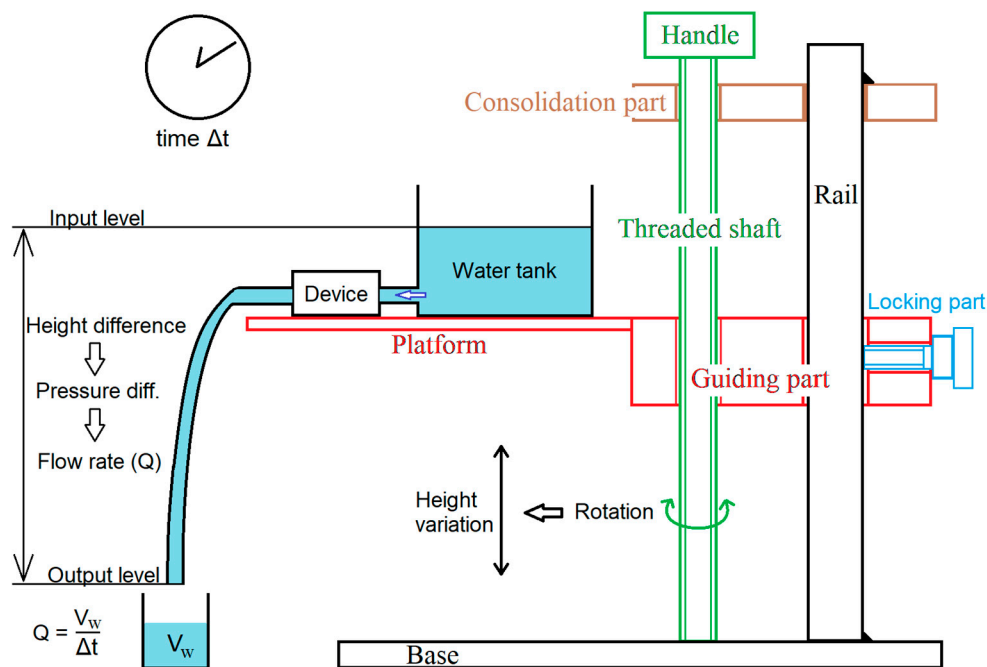 Handle
Consolidation part
time Δt
Rail
Input level
Threaded shaft
Water tank
Device
Locking part
Height difference
Platform
Pressure diff.
Guiding part
Flow rate (Q)
Height
variation
Rotation
Output level
Q = V_w/Δt
V_w
Base